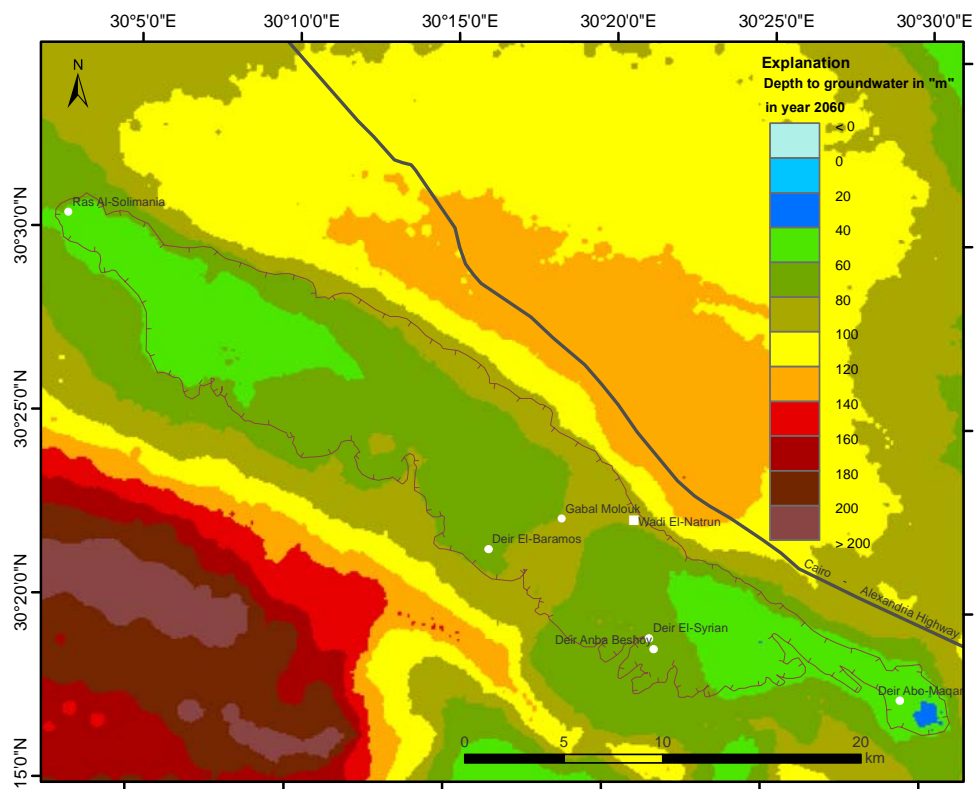 30°5'0"E
30°10'0"E
30°15'0"E
30°20'0"E
30°25'0"E
30°30'0"E
N
Explanation
Depth to groundwater in "m"
in year 2060
< 0
0
20
40
60
80
100
120
140
160
180
200
> 200
30°30'0"N
30°25'0"N
30°20'0"N
15'0"N
Ras Al-Solimania
Gabal Molouk
Wadi El-Natrun
Deir El-Baramos
Cairo - Alexandria Highway
Deir El-Syrian
Deir Anba Beshoy
Deir Abo-Maqar
0
5
10
20
km